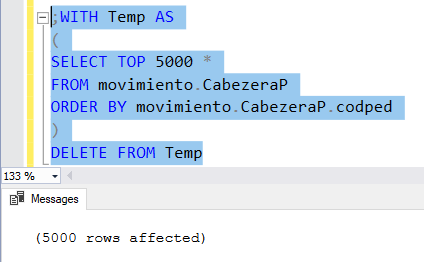 ;WITH Temp AS
(
SELECT TOP 5000 *
FROM movimiento.CabezeraP
ORDER BY movimiento.CabezeraP.codped
)
DELETE FROM Temp
133 %
Messages
(5000 rows affected)